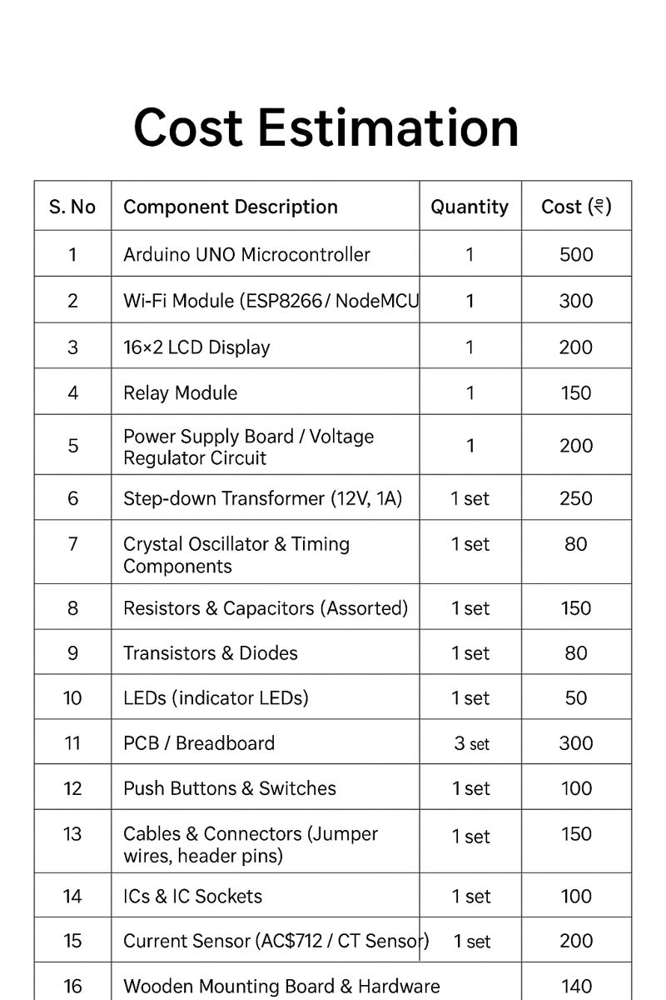 Cost Estimation
S. No Component Description Quantity Cost (₹)
1 Arduino UNO Microcontroller 1 500
2 Wi-Fi Module (ESP8266/ NodeMCU 1 300
3 16×2 LCD Display 1 200
4 Relay Module 1 150
5 Power Supply Board / Voltage
Regulator Circuit 1 200
6 Step-down Transformer (12V, 1A) 1 set 250
7 Crystal Oscillator & Timing 1 set 80
Components
8 Resistors & Capacitors (Assorted) 1 set 150
9 Transistors & Diodes 1 set 80
10 LEDs (indicator LEDs) 1 set 50
11 PCB / Breadboard 3 set 300
12 Push Buttons & Switches 1 set 100
13 Cables & Connectors (Jumper 1 set 150
wires, header pins)
14 ICs & IC Sockets 1 set 100
15 Current Sensor (AC$712 / CT Sensor) 1 set 200
16 Wooden Mounting Board & Hardware 140